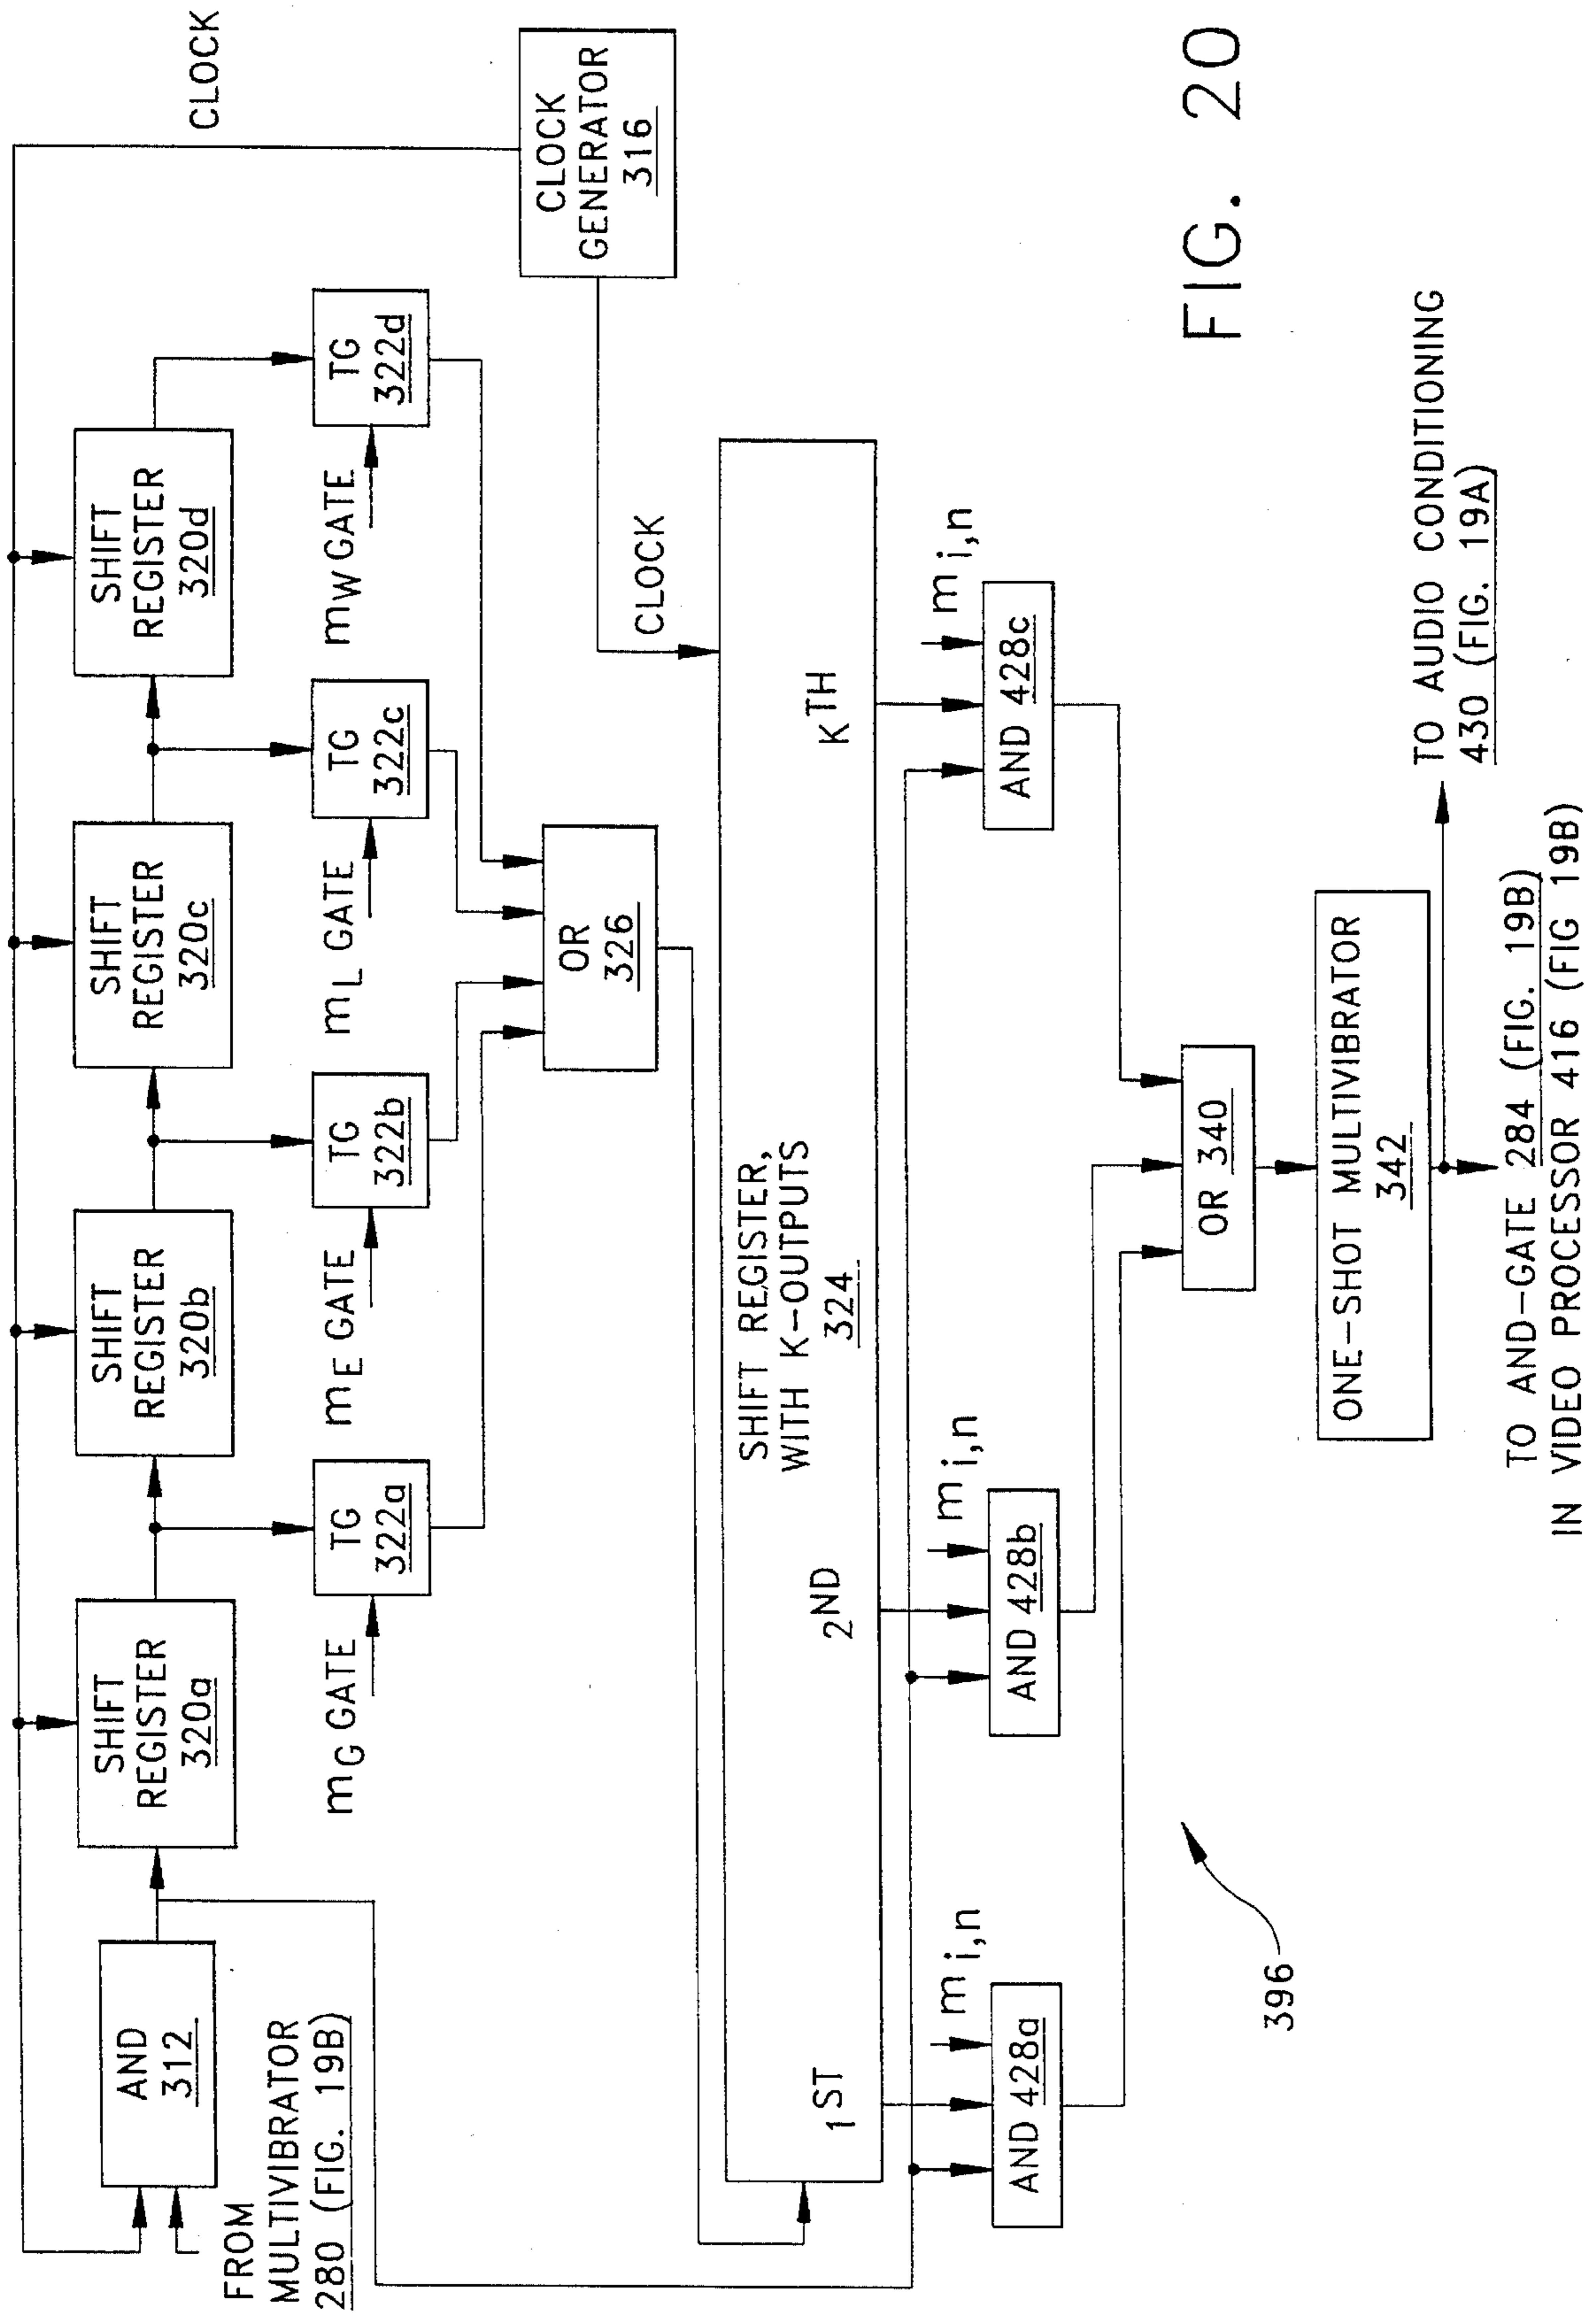 CLOCK
CLOCK
GENERATOR
316
AND
312
SHIFT
REGISTER
320a
SHIFT
REGISTER
320b
SHIFT
REGISTER
320c
SHIFT
REGISTER
320d
FROM
MULTIVIBRATOR
280 (FIG. 19B)
mG GATE
TG
322a
mE GATE
TG
322b
mL GATE
TG
322c
mW GATE
TG
322d
OR
326
CLOCK
SHIFT REGISTER,
WITH K-OUTPUTS
324
1ST
2ND
KTH
mi,n
mi,n
mi,n
AND 428a
AND 428b
AND 428c
OR 340
396
ONE-SHOT MULTIVIBRATOR
342
TO AUDIO CONDITIONING
430 (FIG. 19A)
TO AND-GATE 284 (FIG. 19B)
IN VIDEO PROCESSOR 416 (FIG 19B)
FIG. 20